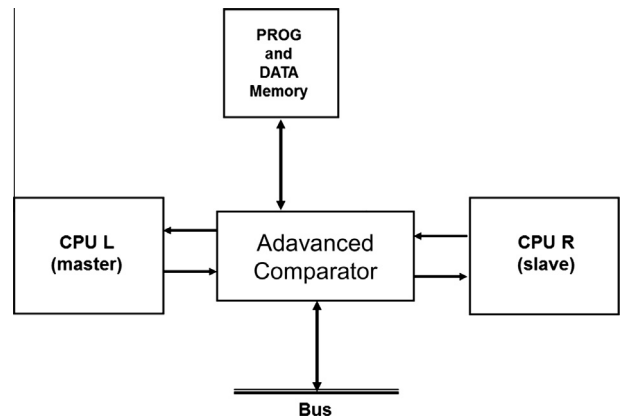 PROG
and
DATA
Memory
CPU L
(master)
Adavanced
Comparator
CPU R
(slave)
Bus